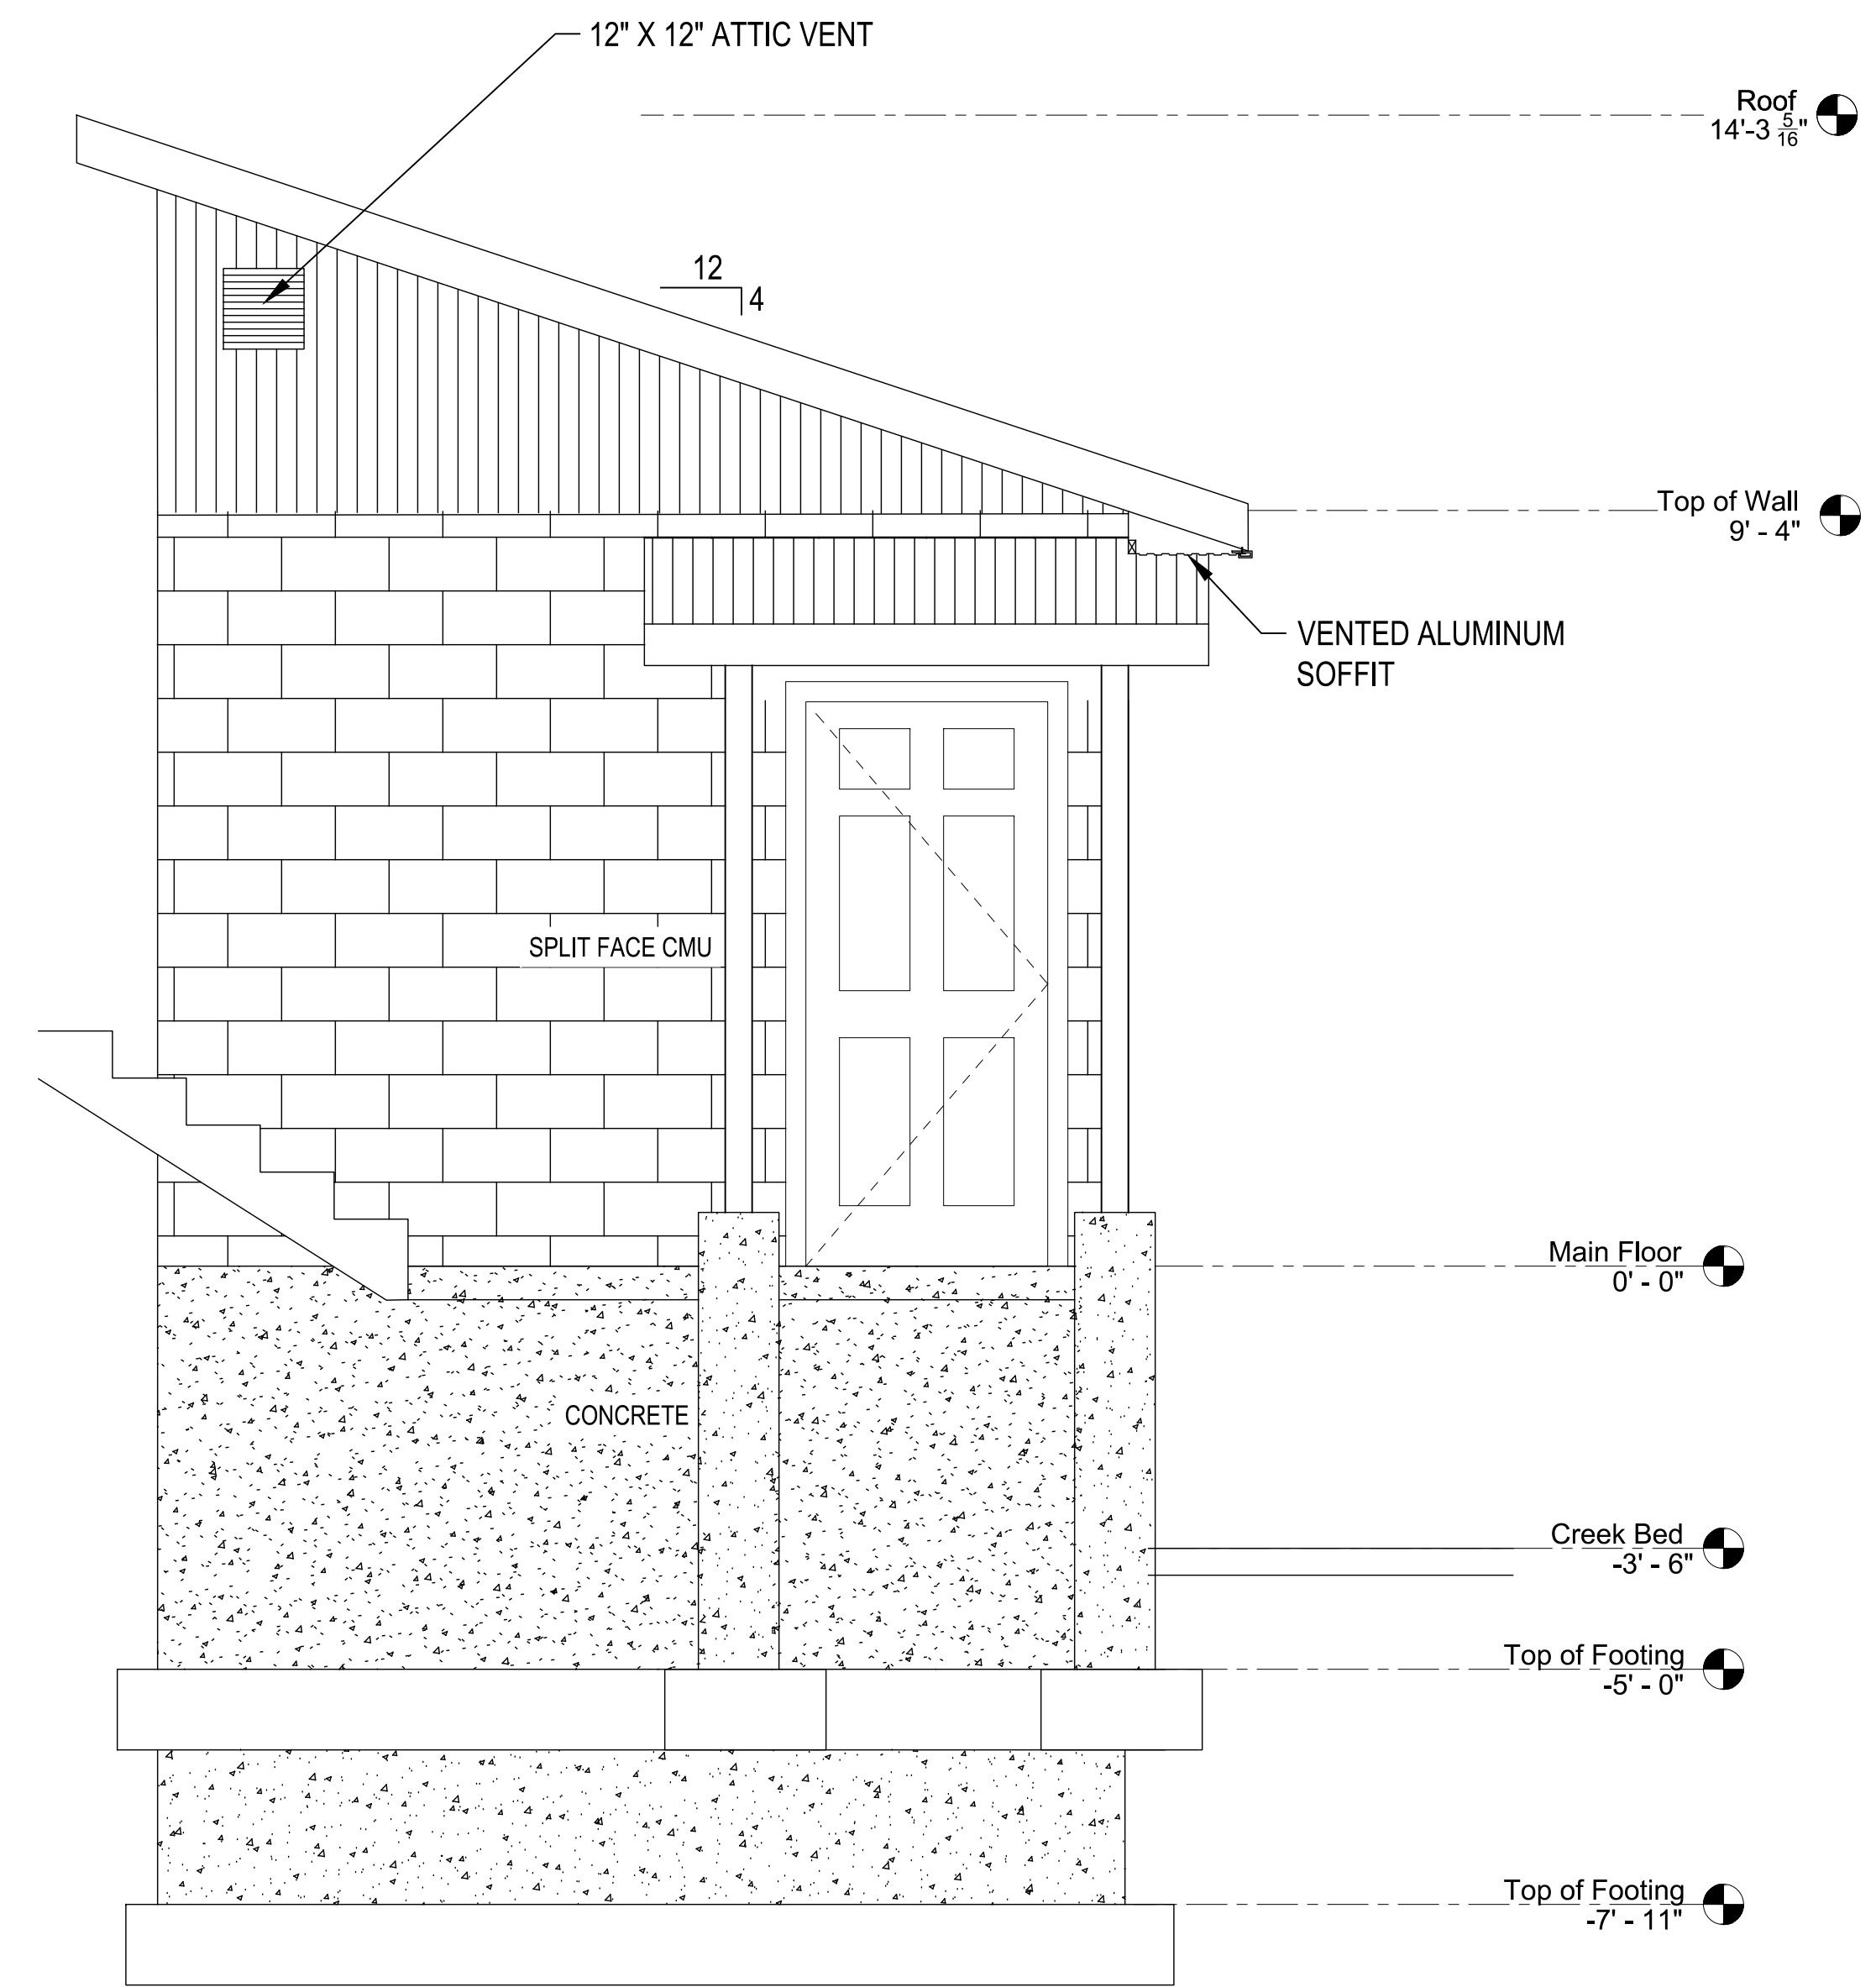 12" X 12" ATTIC VENT
Roof
14'-3 5/16"
12
4
Top of Wall
9' - 4"
VENTED ALUMINUM
SOFFIT
SPLIT FACE CMU
Main Floor
0' - 0"
CONCRETE
Creek Bed
-3' - 6"
Top of Footing
-5' - 0"
Top of Footing
-7' - 11"